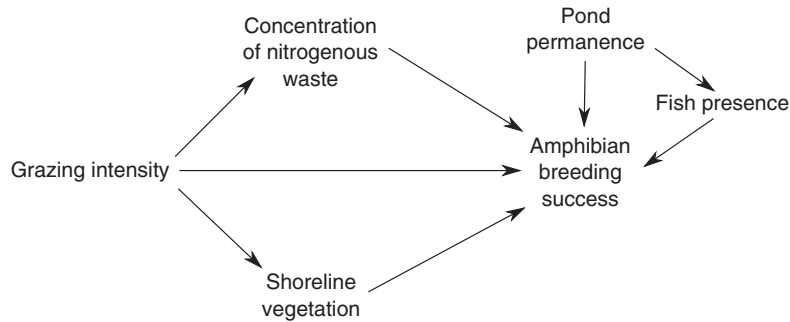 Concentration
of nitrogenous
waste
Pond
permanence
Fish presence
Grazing intensity
Amphibian
breeding
success
Shoreline
vegetation